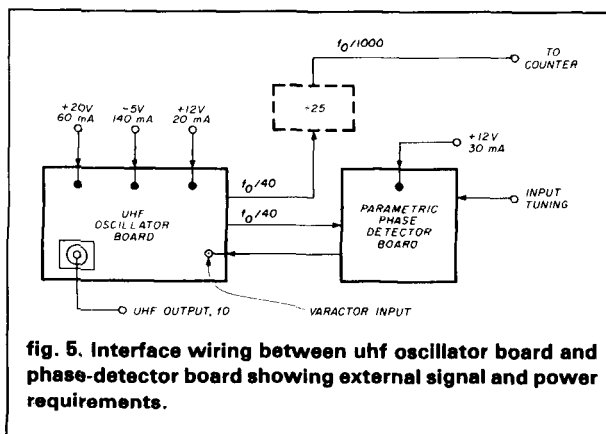 f0/1000
TO
COUNTER
÷25
+20V
60 mA
-5V
140 mA
+12V
20 mA
+12V
30 mA
f0/40
f0/40
UHF
OSCILLATOR
BOARD
PARAMETRIC
PHASE
DETECTOR
BOARD
INPUT
TUNING
UHF OUTPUT, fO
VARACTOR INPUT
fig. 5. Interface wiring between uhf oscillator board and
phase-detector board showing external signal and power
requirements.